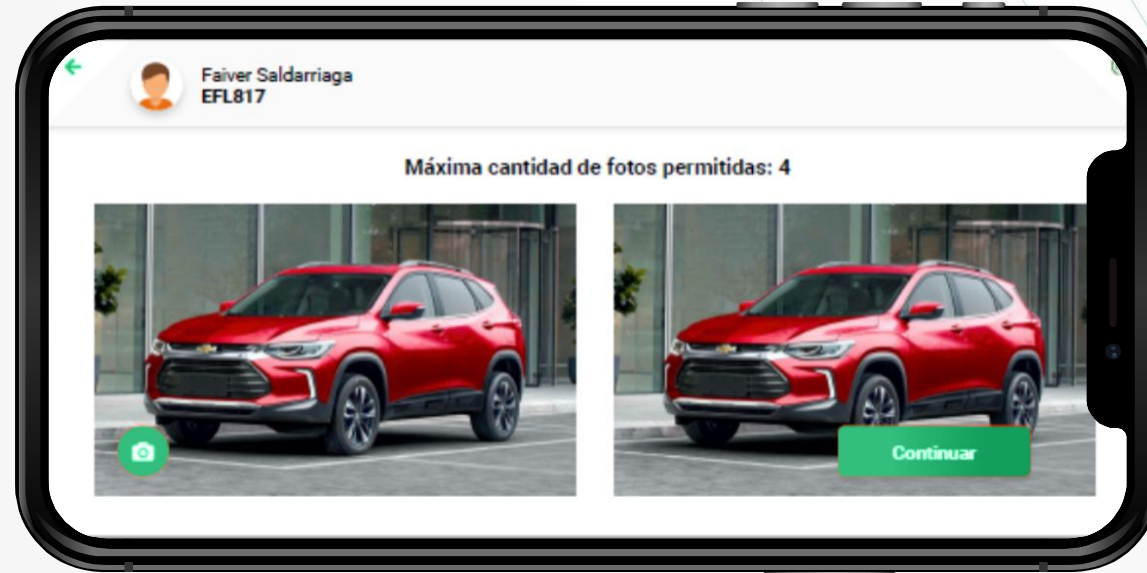 Faiver Saldarriaga
EFL817
Máxima cantidad de fotos permitidas: 4
Continuar